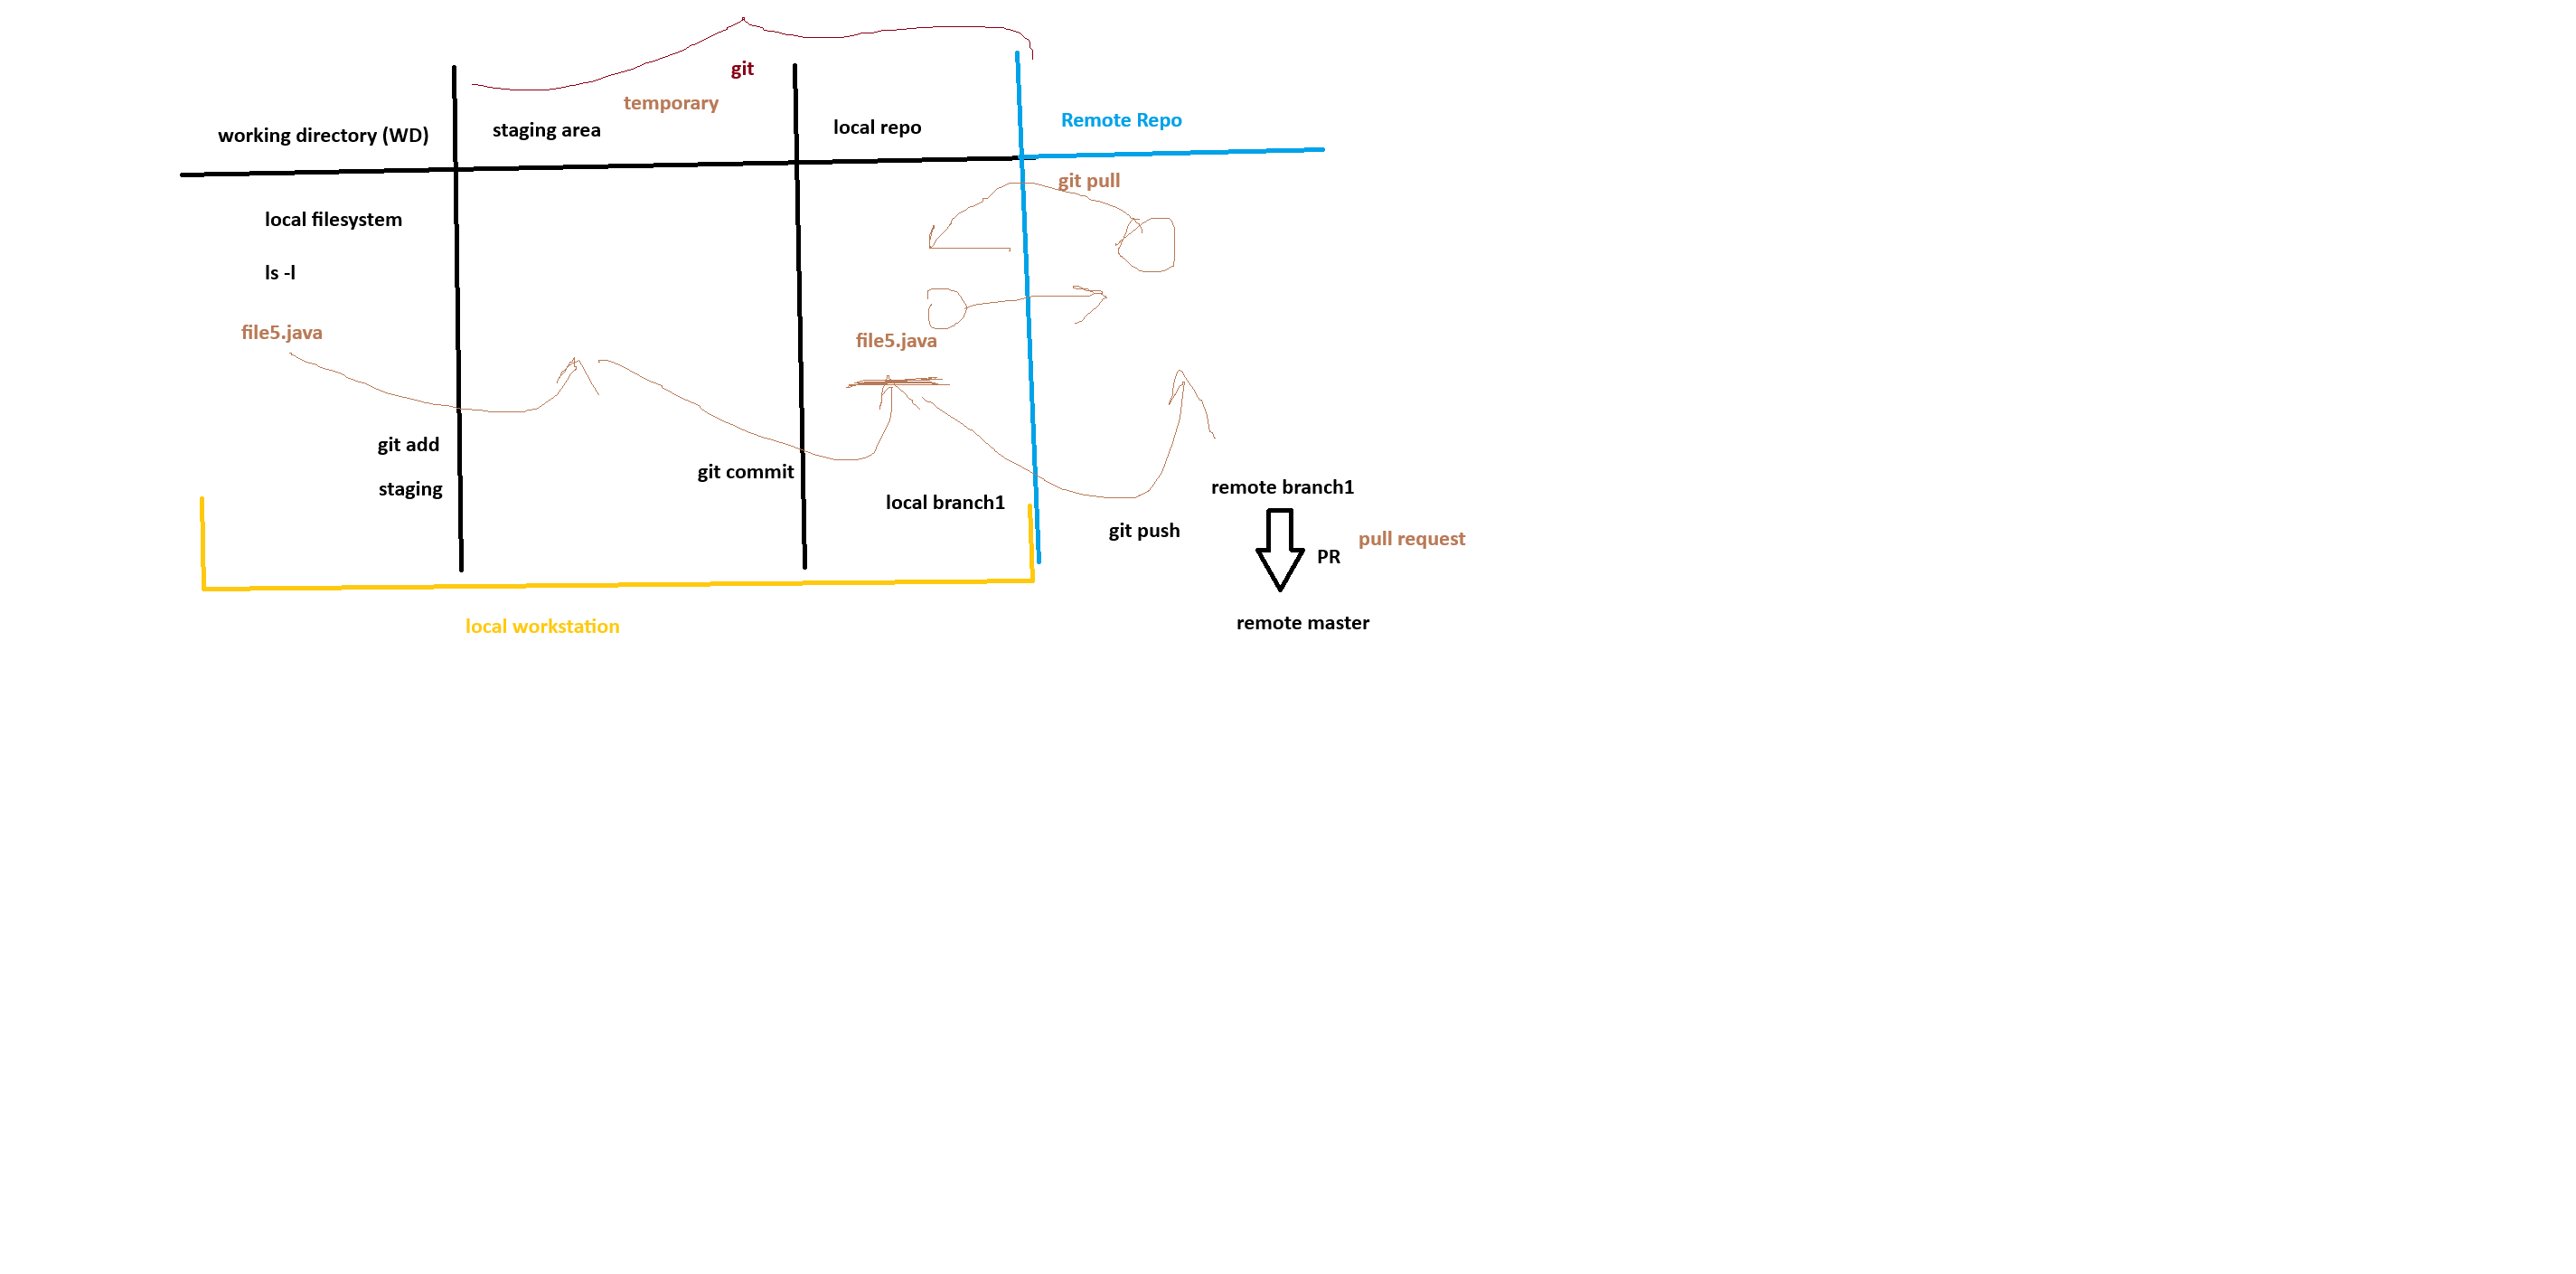 git
temporary
working directory (WD)
staging area
local repo
Remote Repo
git pull
local filesystem
ls -l
file5.java
file5.java
git add
git commit
staging
local branch1
remote branch1
git push
pull request
PR
local workstation
remote master